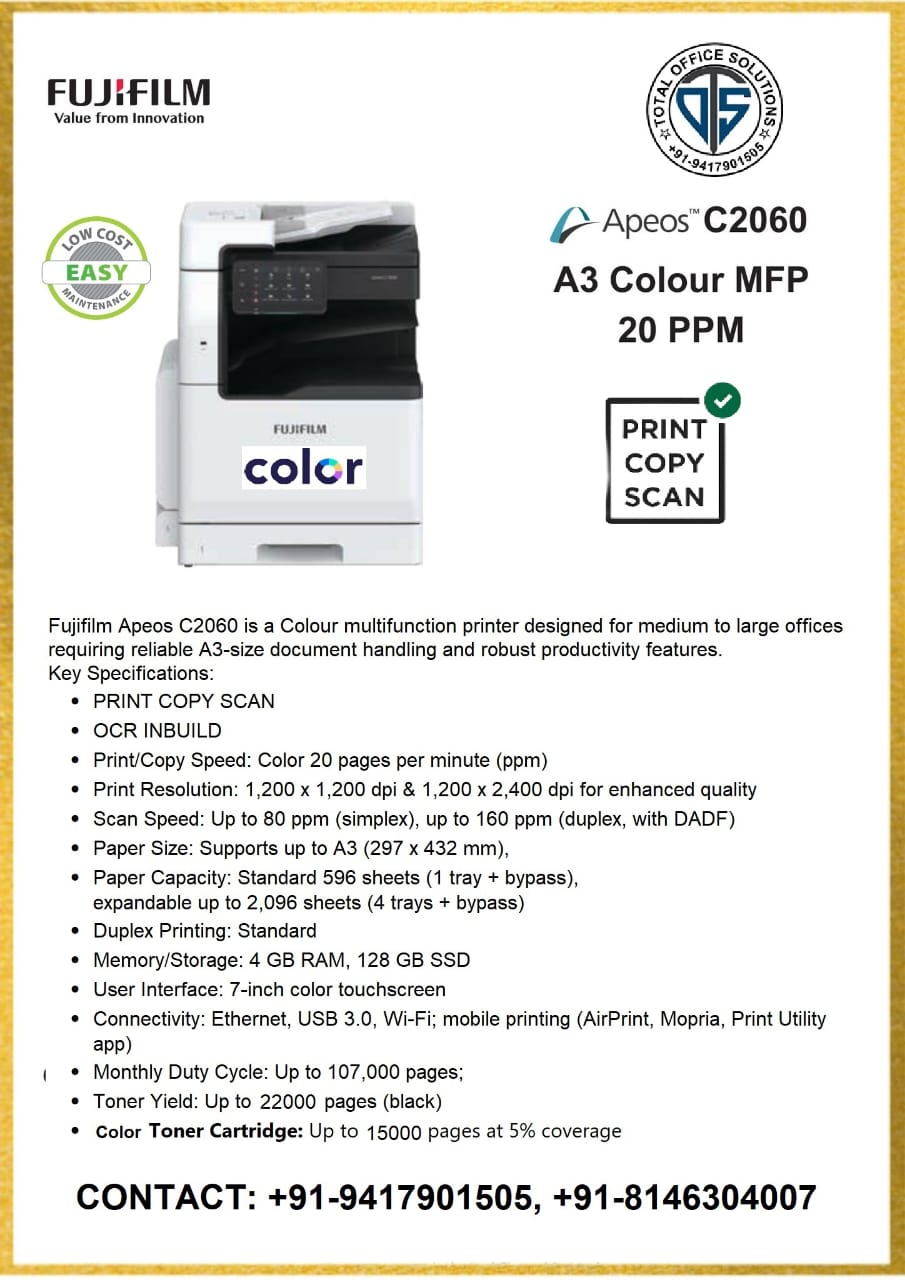 FUJIFILM
Value from Innovation
TOTAL OFFICE SOLUTIONS
+91-9417901505
LOW COST
EASY
MAINTENANCE
Apeos™ C2060
A3 Colour MFP
20 PPM
FUJIFILM
color
PRINT
COPY
SCAN
Fujifilm Apeos C2060 is a Colour multifunction printer designed for medium to large offices
requiring reliable A3-size document handling and robust productivity features.
Key Specifications:
• PRINT COPY SCAN
• OCR INBUILD
• Print/Copy Speed: Color 20 pages per minute (ppm)
• Print Resolution: 1,200 x 1,200 dpi & 1,200 x 2,400 dpi for enhanced quality
• Scan Speed: Up to 80 ppm (simplex), up to 160 ppm (duplex, with DADF)
• Paper Size: Supports up to A3 (297 x 432 mm),
• Paper Capacity: Standard 596 sheets (1 tray + bypass),
expandable up to 2,096 sheets (4 trays + bypass)
• Duplex Printing: Standard
• Memory/Storage: 4 GB RAM, 128 GB SSD
• User Interface: 7-inch color touchscreen
• Connectivity: Ethernet, USB 3.0, Wi-Fi; mobile printing (AirPrint, Mopria, Print Utility
app)
• Monthly Duty Cycle: Up to 107,000 pages;
• Toner Yield: Up to 22000 pages (black)
• Color Toner Cartridge: Up to 15000 pages at 5% coverage
CONTACT: +91-9417901505, +91-8146304007